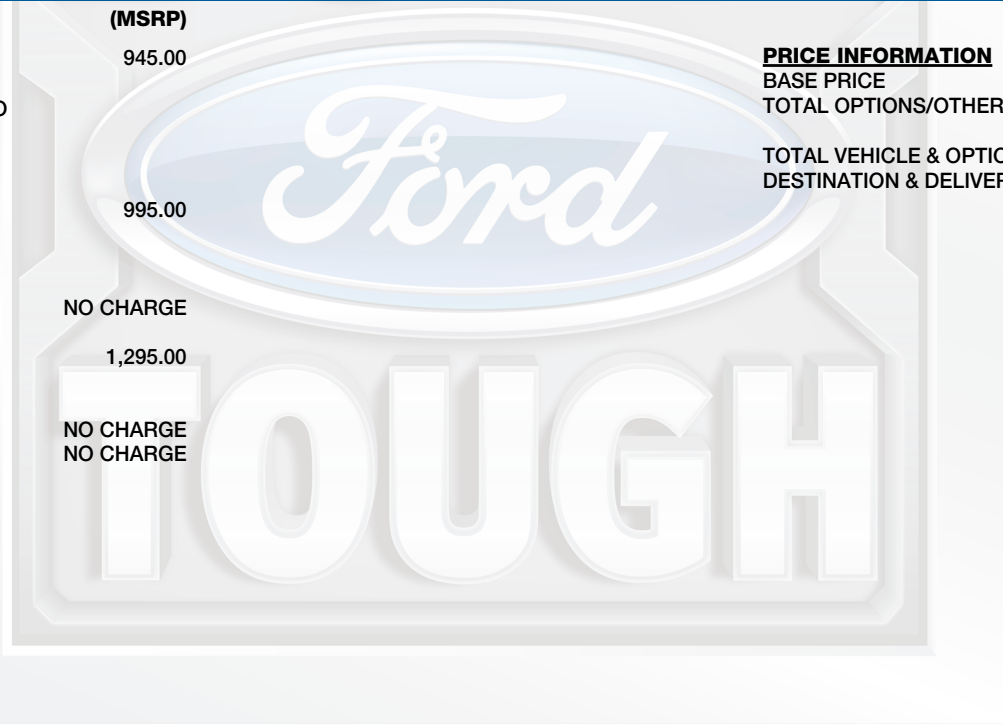 (MSRP)
945.00
995.00
NO CHARGE
1,295.00
NO CHARGE
NO CHARGE
PRICE INFORMATION
BASE PRICE
TOTAL OPTIONS/OTHER
TOTAL VEHICLE & OPTIO
DESTINATION & DELIVER
Ford
TOUGH